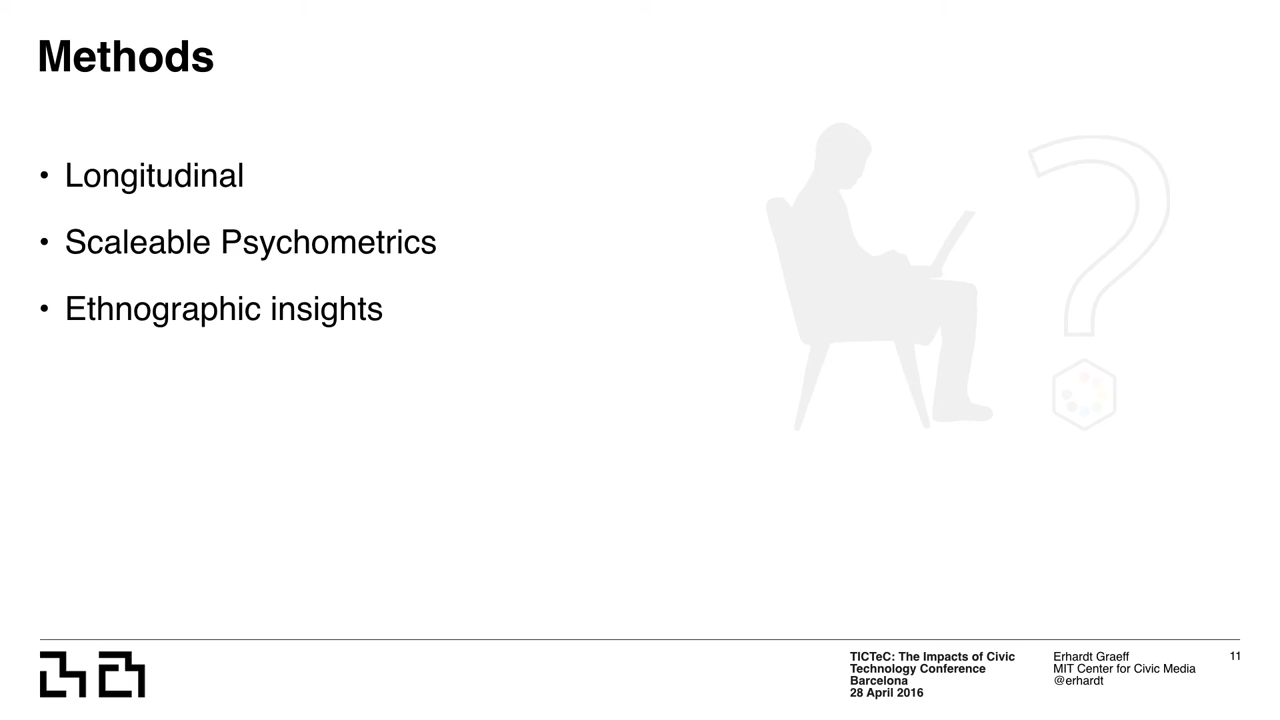 Methods
• Longitudinal
• Scaleable Psychometrics
• Ethnographic insights
TICTeC: The Impacts of Civic
Technology Conference
Barcelona
28 April 2016
Erhardt Graeff
MIT Center for Civic Media
@erhardt
11